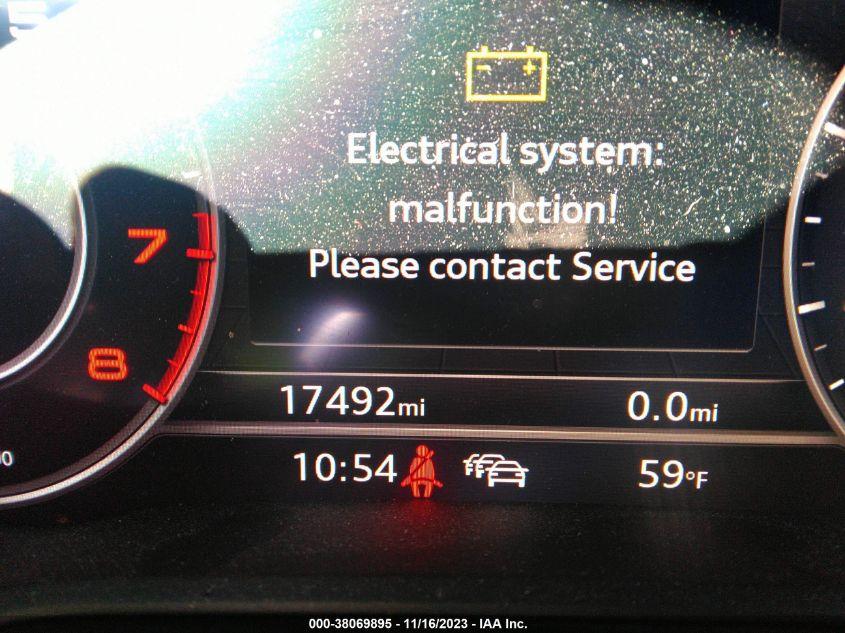 5
Electrical system:
malfunction!
Please contact Service
7
8
17492mi 0.0mi
10:54 59°F
000-38069895 - 11/16/2023 - IAA Inc.